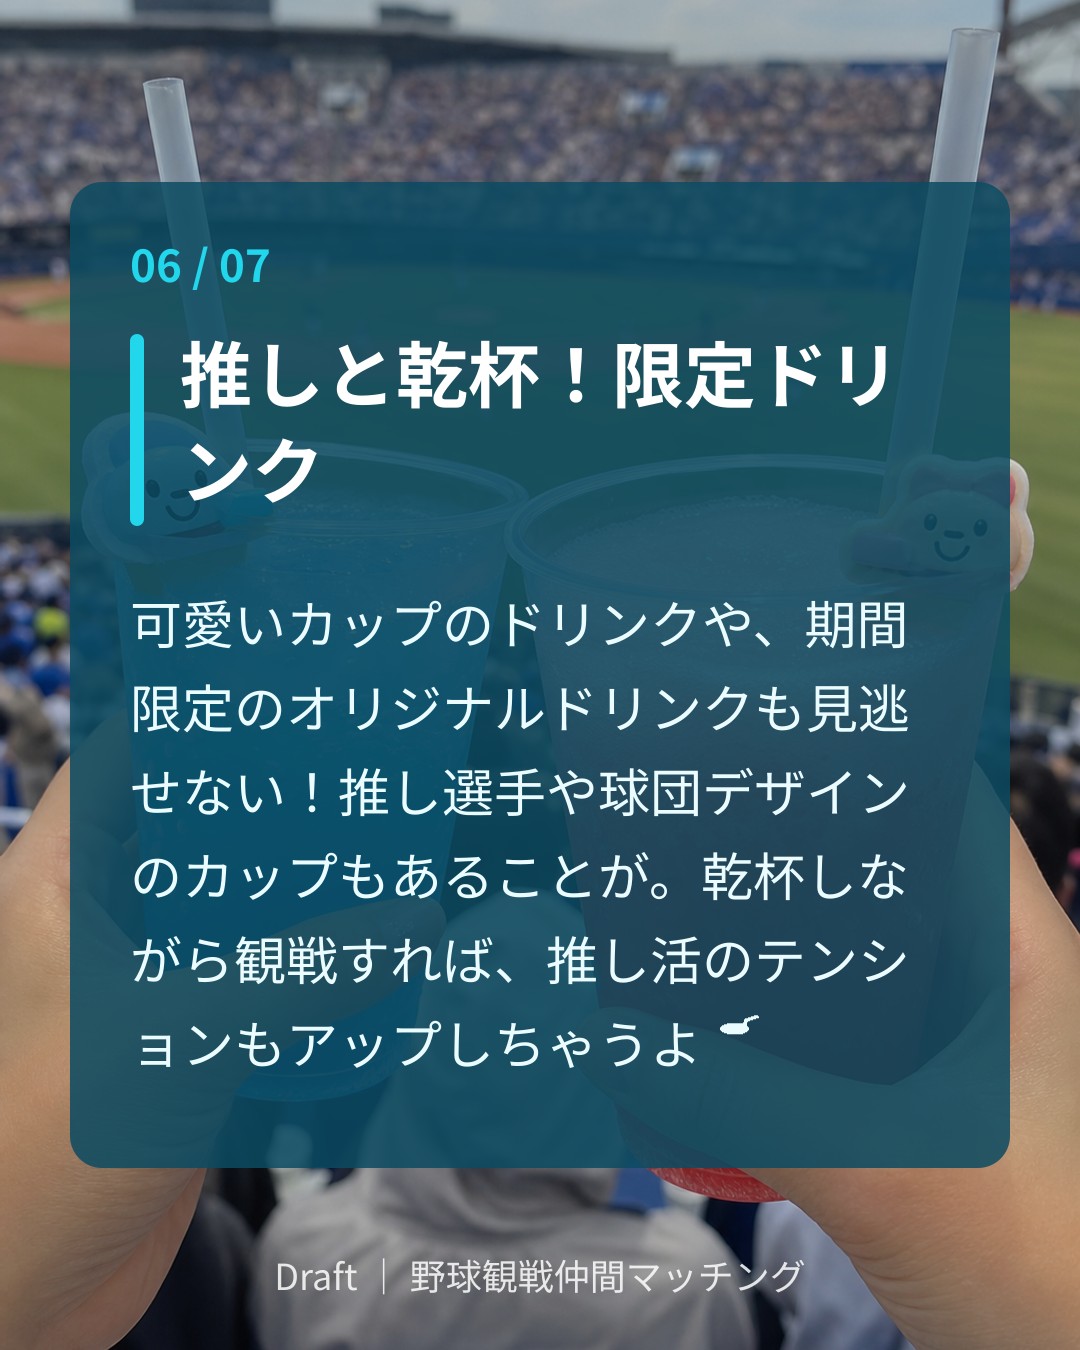 06 / 07
推しと乾杯！限定ドリ
ンク
可愛いカップのドリンクや、期間
限定のオリジナルドリンクも見逃
せない！推し選手や球団デザイン
のカップもあることが。乾杯しな
がら観戦すれば、推し活のテンシ
ョンもアップしちゃうよ
Draft ｜ 野球観戦仲間マッチング